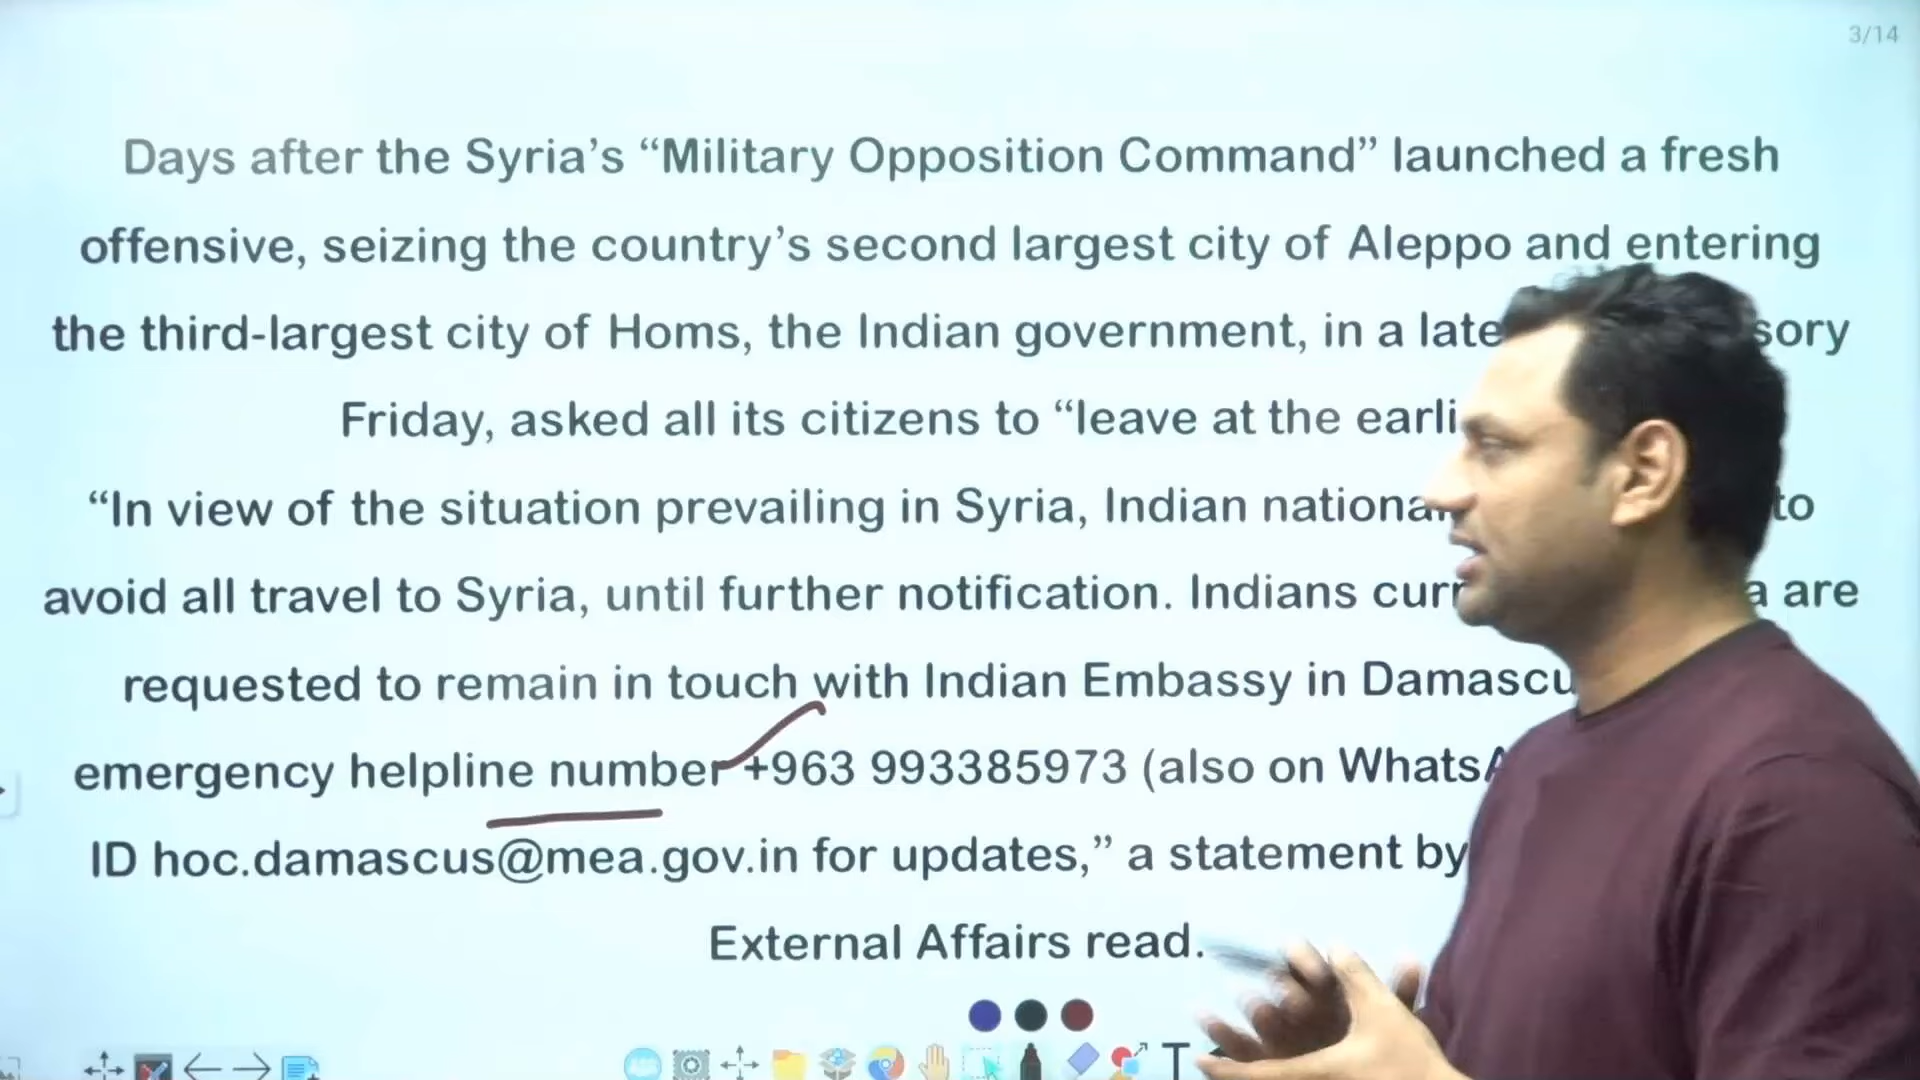 3/14
Days after the Syria’s “Military Opposition Command” launched a fresh
offensive, seizing the country’s second largest city of Aleppo and entering
the third-largest city of Homs, the Indian government, in a late sory
Friday, asked all its citizens to “leave at the earli
“In view of the situation prevailing in Syria, Indian nationa to
avoid all travel to Syria, until further notification. Indians curr a are
requested to remain in touch with Indian Embassy in Damascu
emergency helpline number +963 993385973 (also on WhatsA
ID hoc.damascus@mea.gov.in for updates,” a statement by
External Affairs read.
T